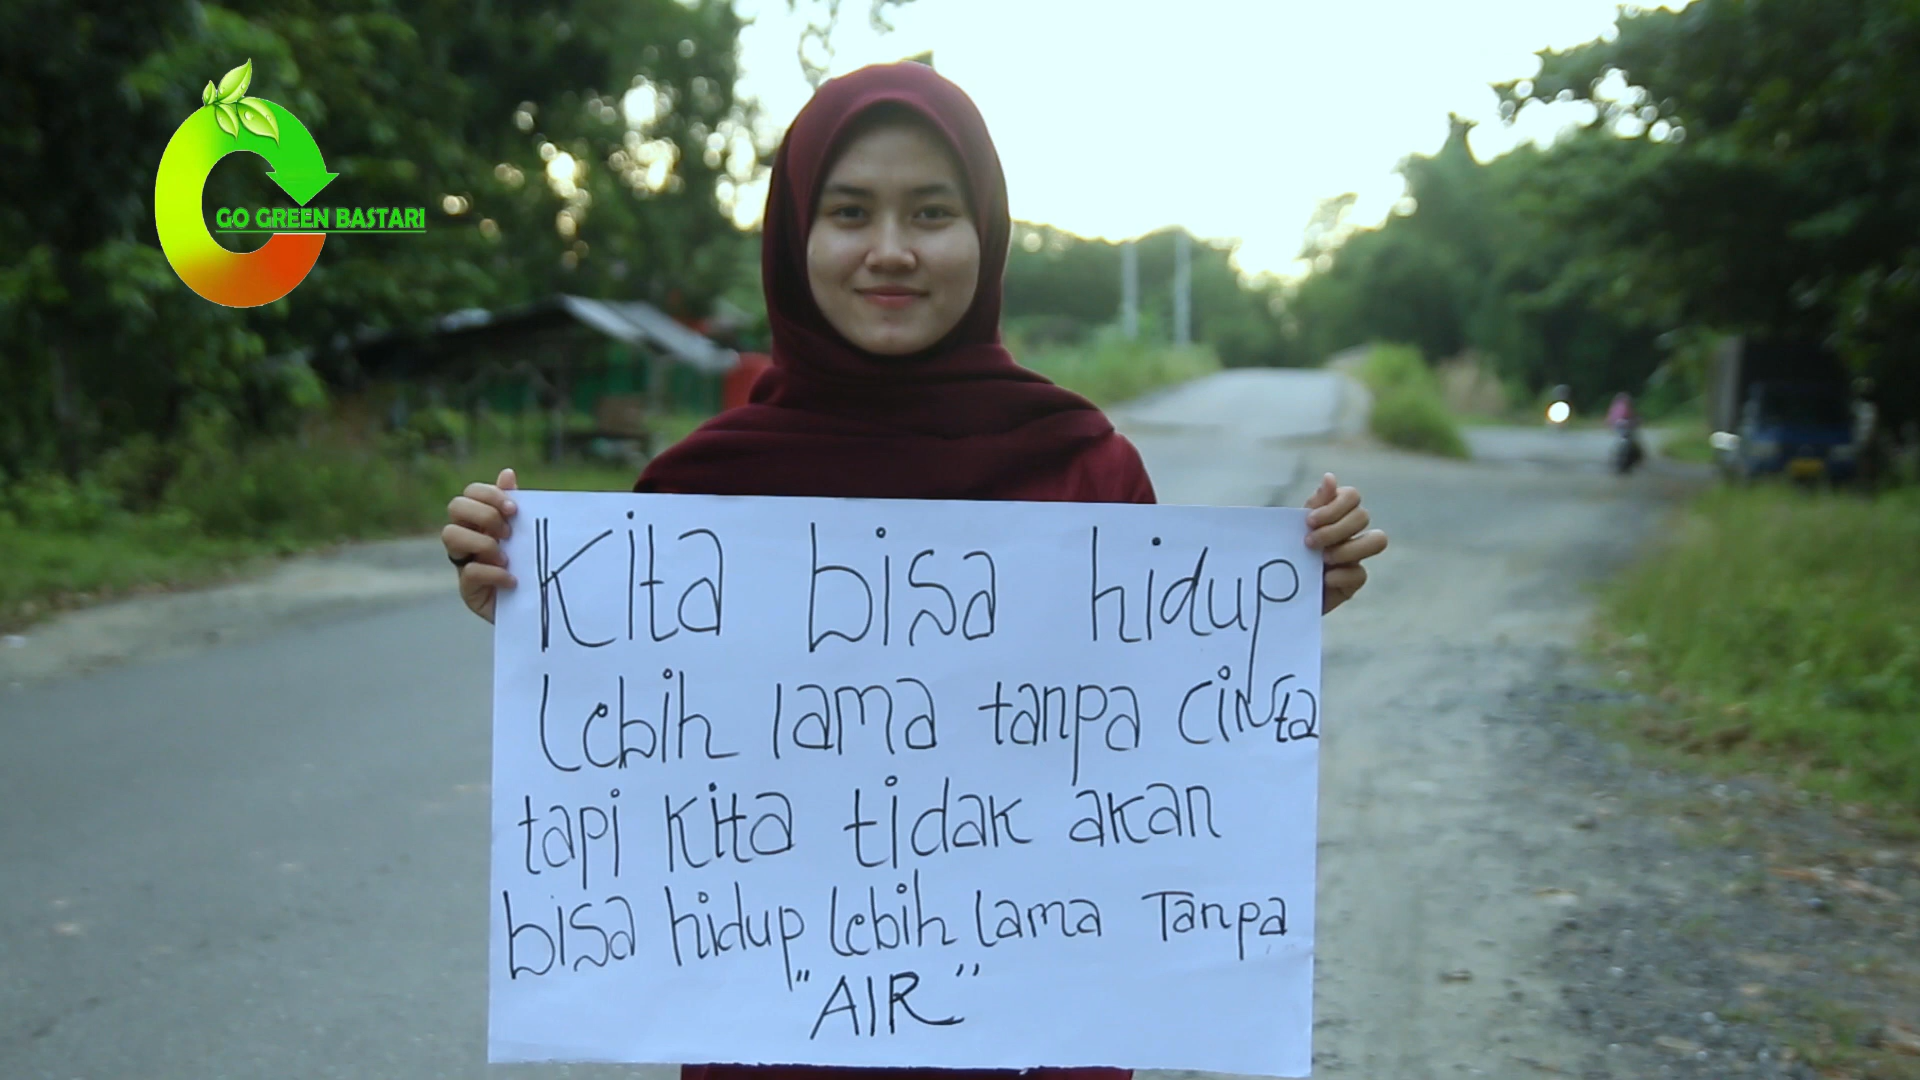 GO GREEN BASTARI
Kita bisa hidup
lebih lama tanpa cinta
tapi kita tidak akan
bisa hidup lebih lama Tanpa
"AIR"